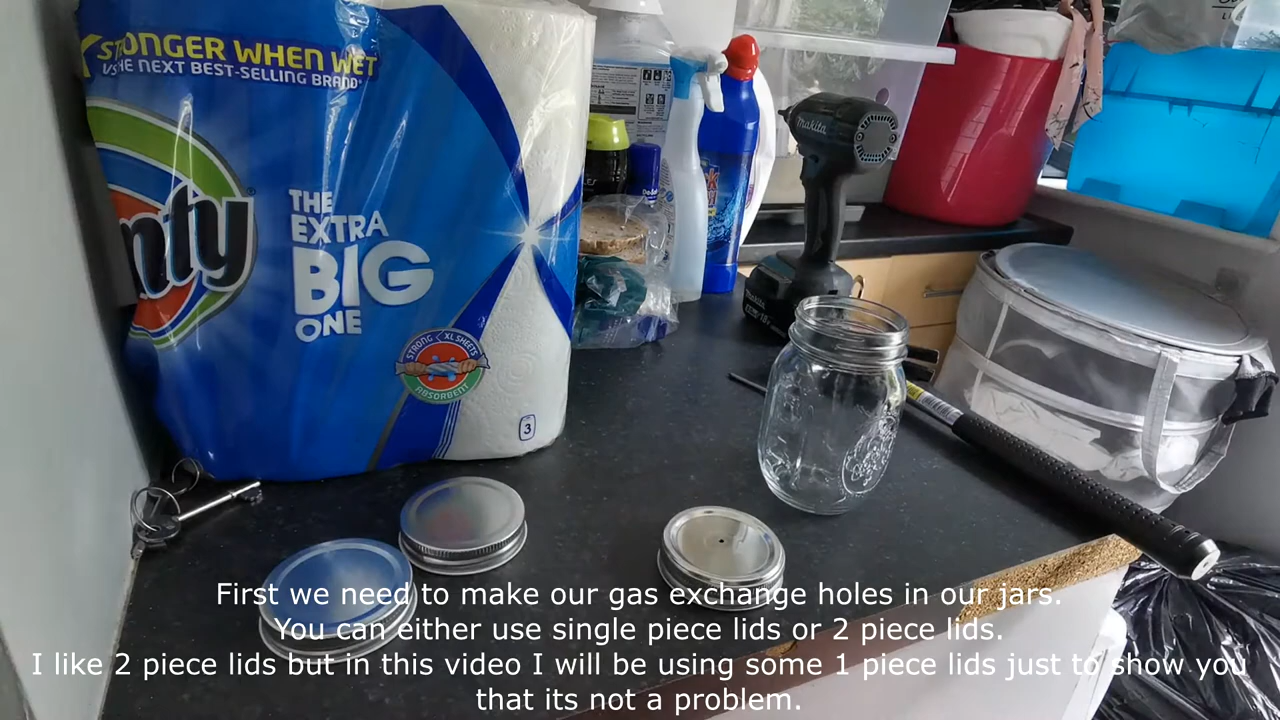 STRONGER WHEN WET
VS THE NEXT BEST-SELLING BRAND*
nty
THE
EXTRA
BIG
ONE
STRONG XL SHEETS
ABSORBENT
3
makita
makita
First we need to make our gas exchange holes in our jars.
You can either use single piece lids or 2 piece lids.
I like 2 piece lids but in this video I will be using some 1 piece lids just to show you
that its not a problem.